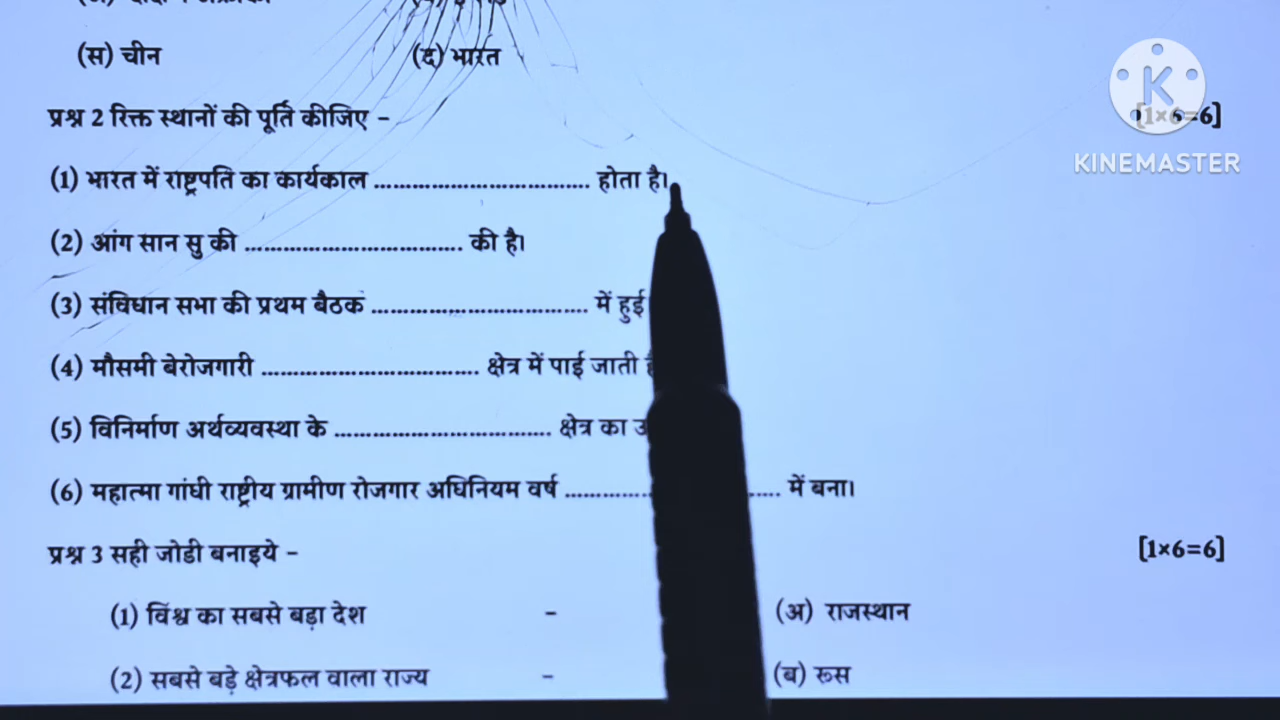 (स) चीन (द) भारत
प्रश्न 2 रिक्त स्थानों की पूर्ति कीजिए – [1×6=6]
KINEMASTER
(1) भारत में राष्ट्रपति का कार्यकाल ................................. होता है।
(2) आंग सान सु की ................................. की है।
(3) संविधान सभा की प्रथम बैठक ................................. में हुई
(4) मौसमी बेरोजगारी ................................. क्षेत्र में पाई जाती
(5) विनिर्माण अर्थव्यवस्था के ................................. क्षेत्र का
(6) महात्मा गांधी राष्ट्रीय ग्रामीण रोजगार अधिनियम वर्ष ................................. में बना।
प्रश्न 3 सही जोडी बनाइये – [1×6=6]
(1) विश्व का सबसे बड़ा देश – (अ) राजस्थान
(2) सबसे बड़े क्षेत्रफल वाला राज्य – (ब) रूस